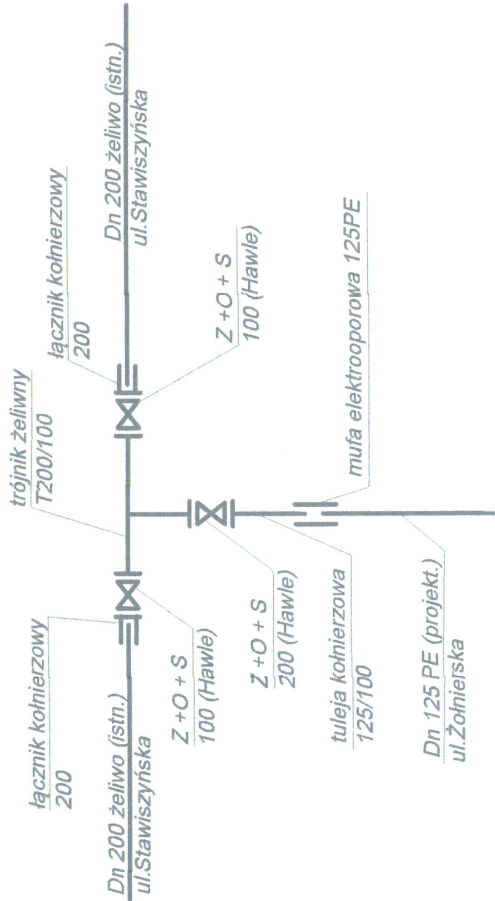 łącznik kołnierzowy
200
trójnik żeliwny
T200/100
łącznik kołnierzowy
200
Dn 200 żeliwo (istn.)
ul.Stawiszyńska
Dn 200 żeliwo (istn.)
ul.Stawiszyńska
Z +O + S
100 (Hawle)
Z +O + S
100 (Hawle)
Z +O + S
200 (Hawle)
tuleja kołnierzowa
125/100
mufa elektrooporowa 125PE
Dn 125 PE (projekt.)
ul.Żołnierska